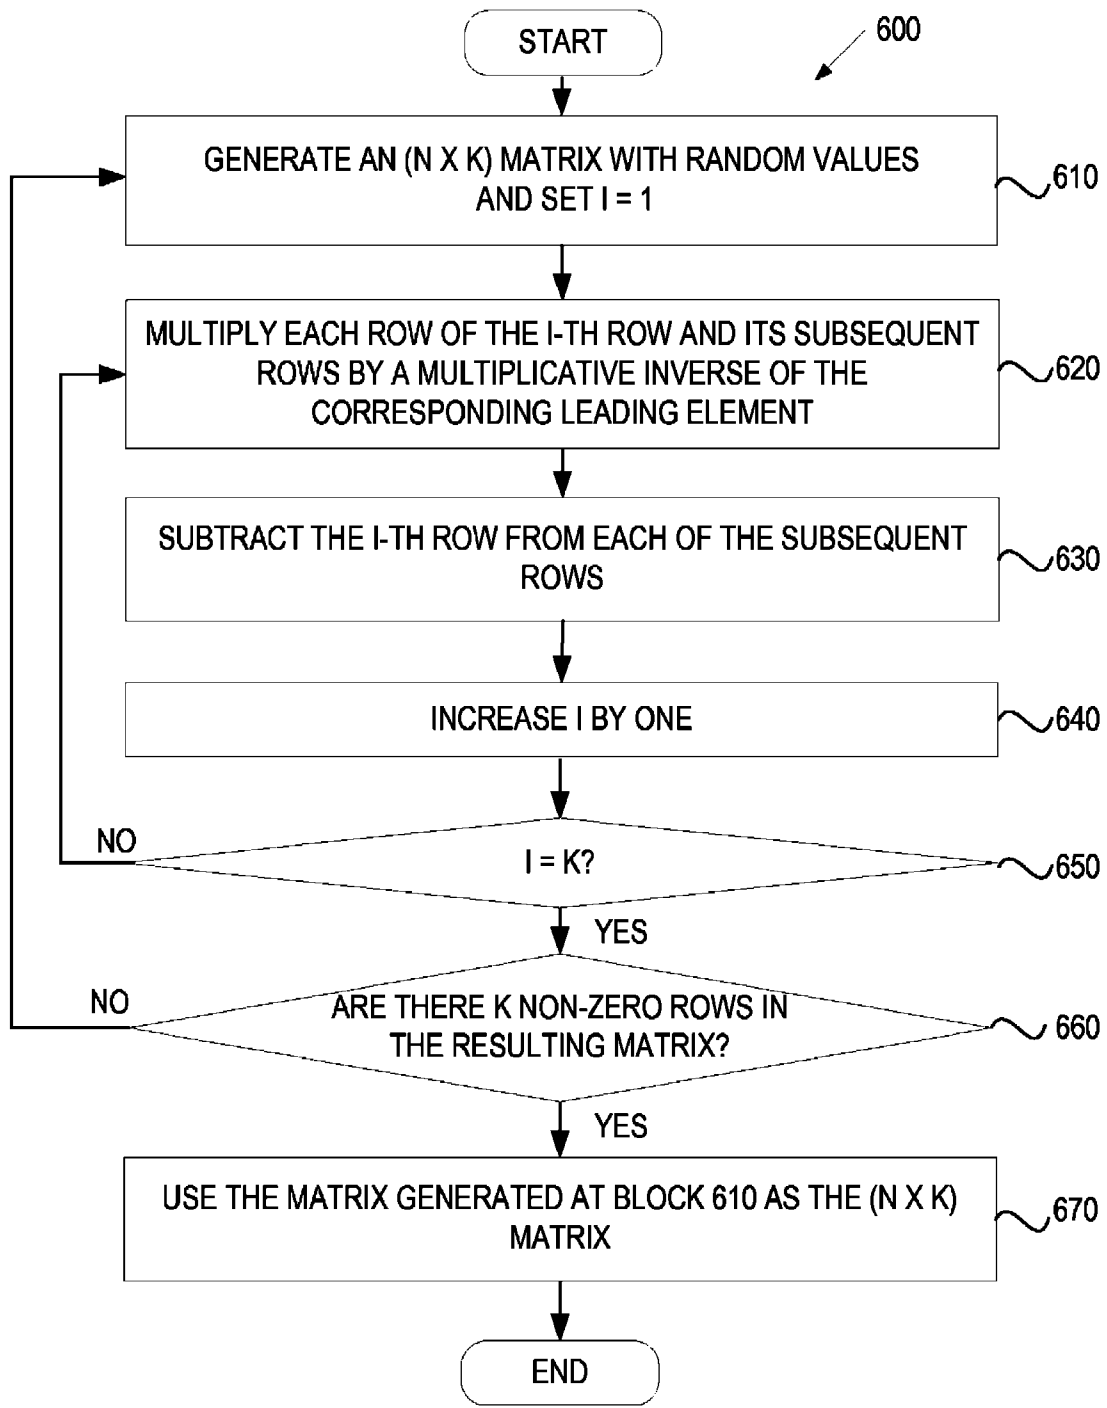 START
600
GENERATE AN (N X K) MATRIX WITH RANDOM VALUES
AND SET I = 1
610
MULTIPLY EACH ROW OF THE I-TH ROW AND ITS SUBSEQUENT
ROWS BY A MULTIPLICATIVE INVERSE OF THE
CORRESPONDING LEADING ELEMENT
620
SUBTRACT THE I-TH ROW FROM EACH OF THE SUBSEQUENT
ROWS
630
INCREASE I BY ONE
640
NO
I = K?
650
YES
NO
ARE THERE K NON-ZERO ROWS IN
THE RESULTING MATRIX?
660
YES
USE THE MATRIX GENERATED AT BLOCK 610 AS THE (N X K)
MATRIX
670
END